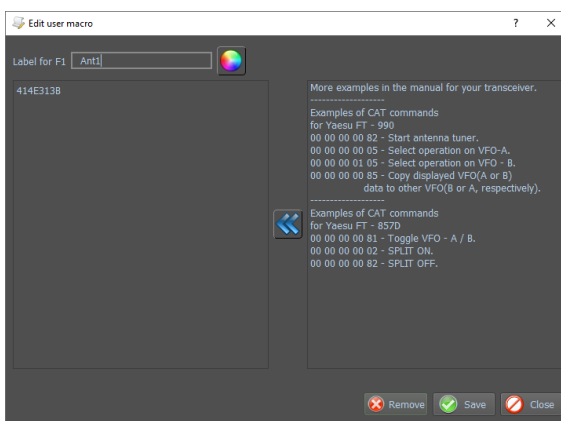 Edit user macro
? X
Label for F1 Ant1
414E313B
More examples in the manual for your transceiver.
------------------
Examples of CAT commands
for Yaesu FT - 990
00 00 00 00 82 - Start antenna tuner.
00 00 00 00 05 - Select operation on VFO-A.
00 00 00 01 05 - Select operation on VFO - B.
00 00 00 00 85 - Copy displayed VFO(A or B)
data to other VFO(B or A, respectively).
------------------
Examples of CAT commands
for Yaesu FT - 857D
00 00 00 00 81 - Toggle VFO - A / B.
00 00 00 00 02 - SPLIT ON.
00 00 00 00 82 - SPLIT OFF.
Remove Save Close